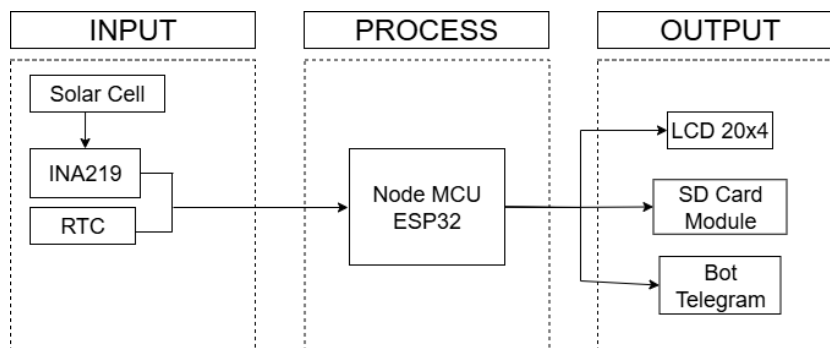 INPUT
PROCESS
OUTPUT
Solar Cell
INA219
RTC
Node MCU
ESP32
LCD 20x4
SD Card
Module
Bot
Telegram